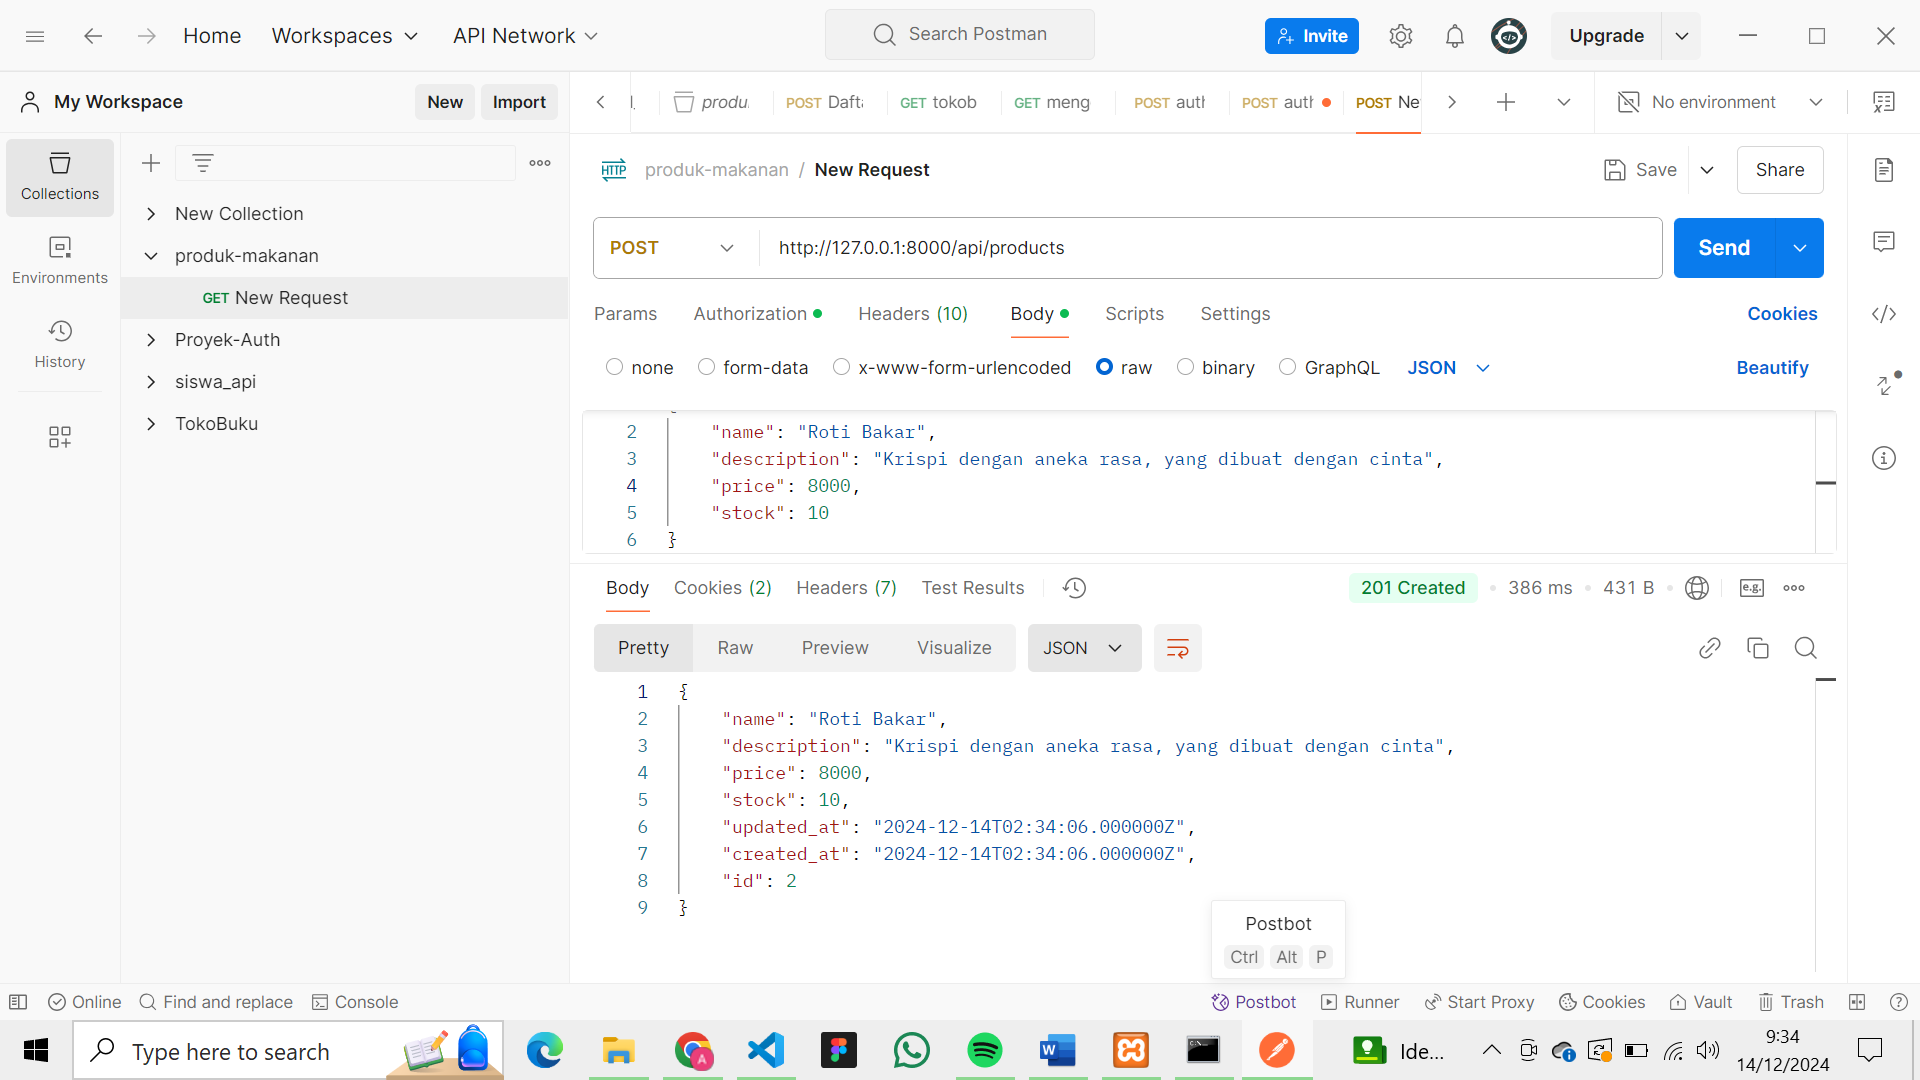 Home
Workspaces
API Network
Search Postman
Invite
Upgrade
My Workspace
New
Import
produ
POST Dafta
GET tokob
GET meng
POST auth
POST auth
POST Ne
No environment
Collections
Environments
History
New Collection
produk-makanan
GET New Request
Proyek-Auth
siswa_api
TokoBuku
HTTP
produk-makanan / New Request
Save
Share
POST
http://127.0.0.1:8000/api/products
Send
Params
Authorization
Headers (10)
Body
Scripts
Settings
Cookies
none
form-data
x-www-form-urlencoded
raw
binary
GraphQL
JSON
Beautify
2 "name": "Roti Bakar",
3 "description": "Krispi dengan aneka rasa, yang dibuat dengan cinta",
4 "price": 8000,
5 "stock": 10
6 }
Body
Cookies (2)
Headers (7)
Test Results
201 Created
386 ms
431 B
e.g.
Pretty
Raw
Preview
Visualize
JSON
1 {
2 "name": "Roti Bakar",
3 "description": "Krispi dengan aneka rasa, yang dibuat dengan cinta",
4 "price": 8000,
5 "stock": 10,
6 "updated_at": "2024-12-14T02:34:06.000000Z",
7 "created_at": "2024-12-14T02:34:06.000000Z",
8 "id": 2
9 }
Postbot
Ctrl Alt P
Online
Find and replace
Console
Postbot
Runner
Start Proxy
Cookies
Vault
Trash
Type here to search
A
W
Ide...
9:34
14/12/2024